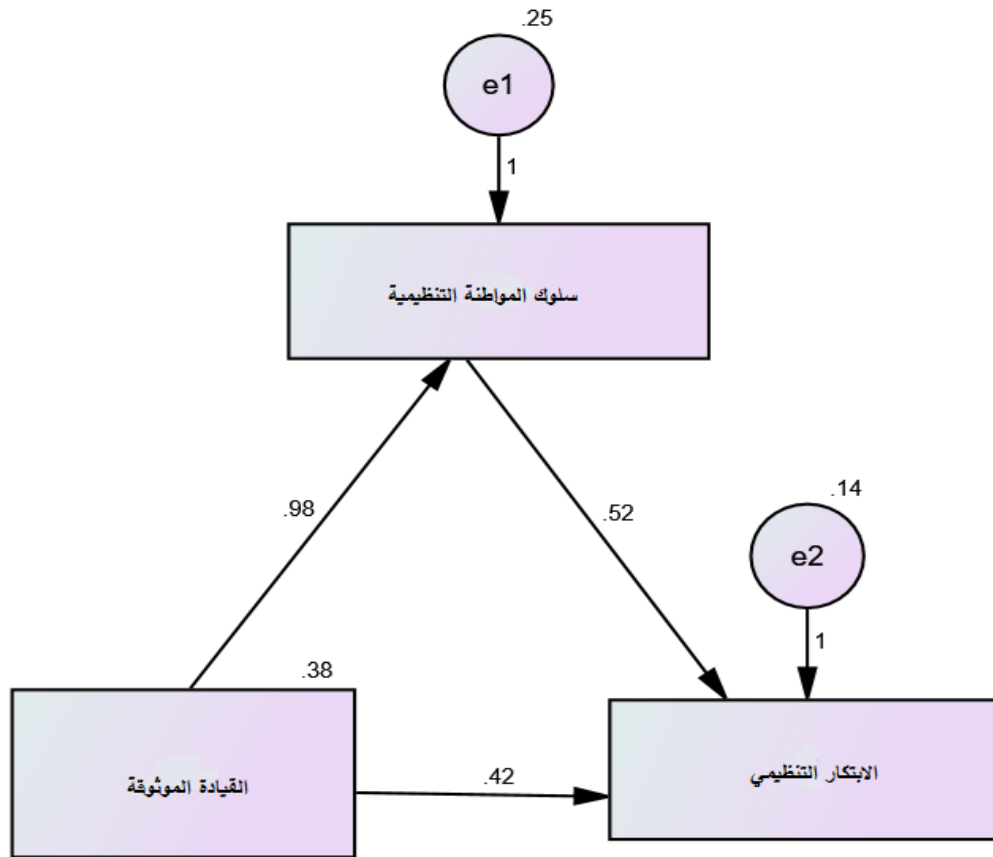 .25
e1
1
سلوك المواطنة التنظيمية
.98
.52
.14
e2
1
.38
القيادة الموثوقة
.42
الابتكار التنظيمي